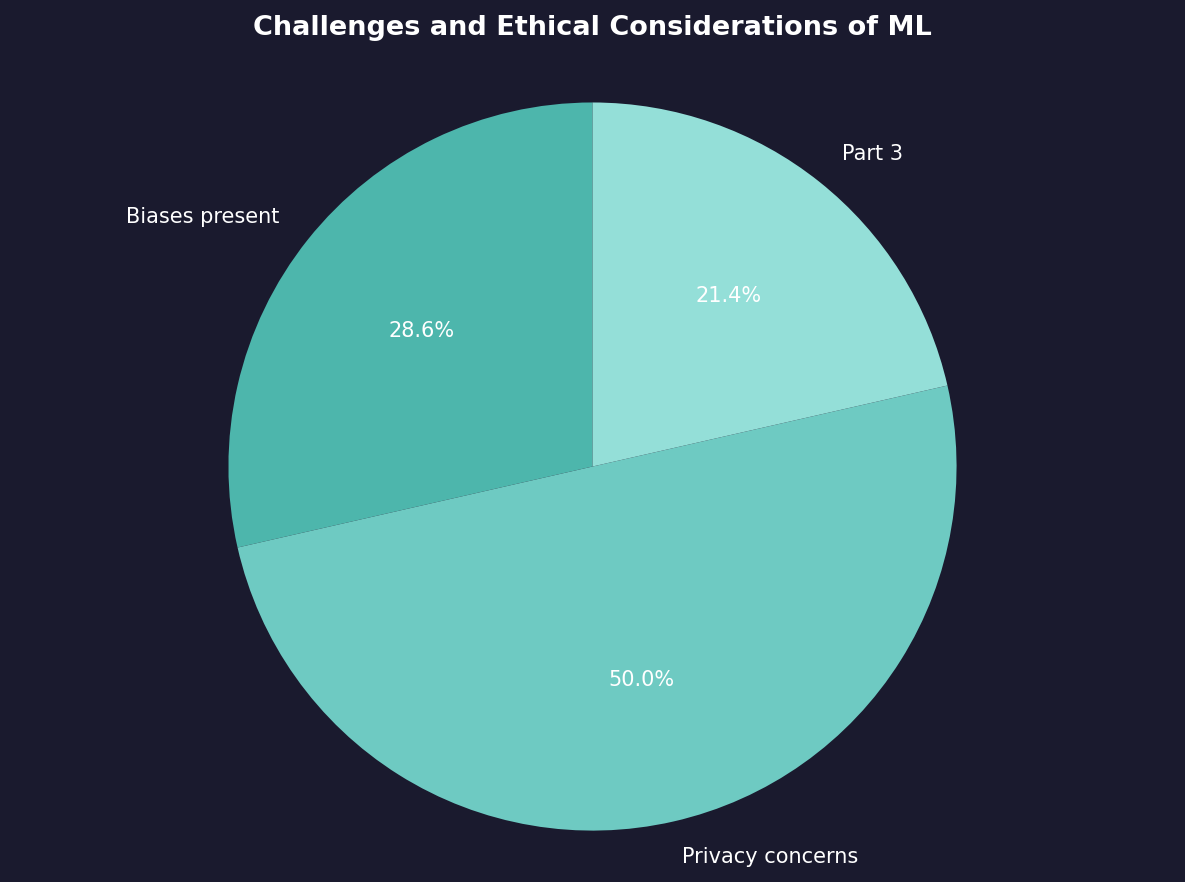 Challenges and Ethical Considerations of ML
Part 3
Biases present
21.4%
28.6%
50.0%
Privacy concerns